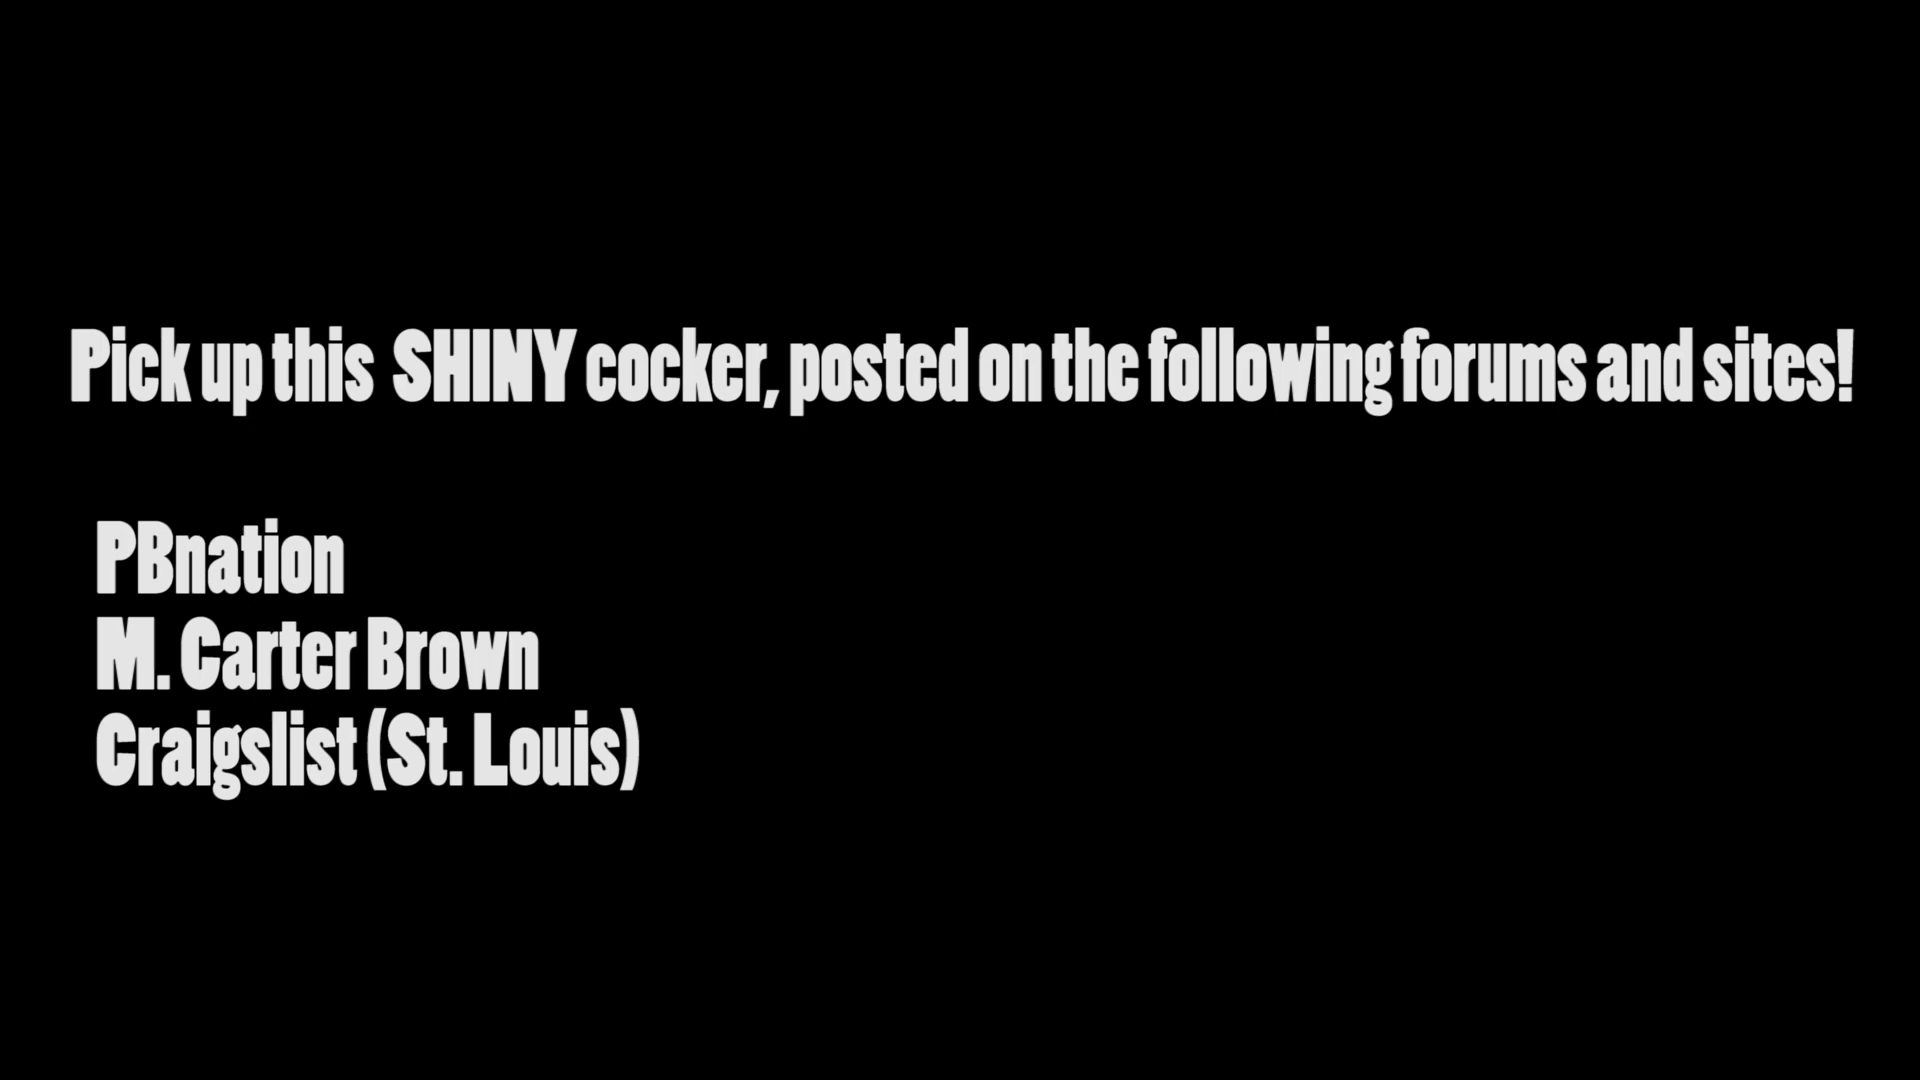 Pick up this SHINY cocker, posted on the following forums and sites!
PBnation
M. Carter Brown
Craigslist (St. Louis)